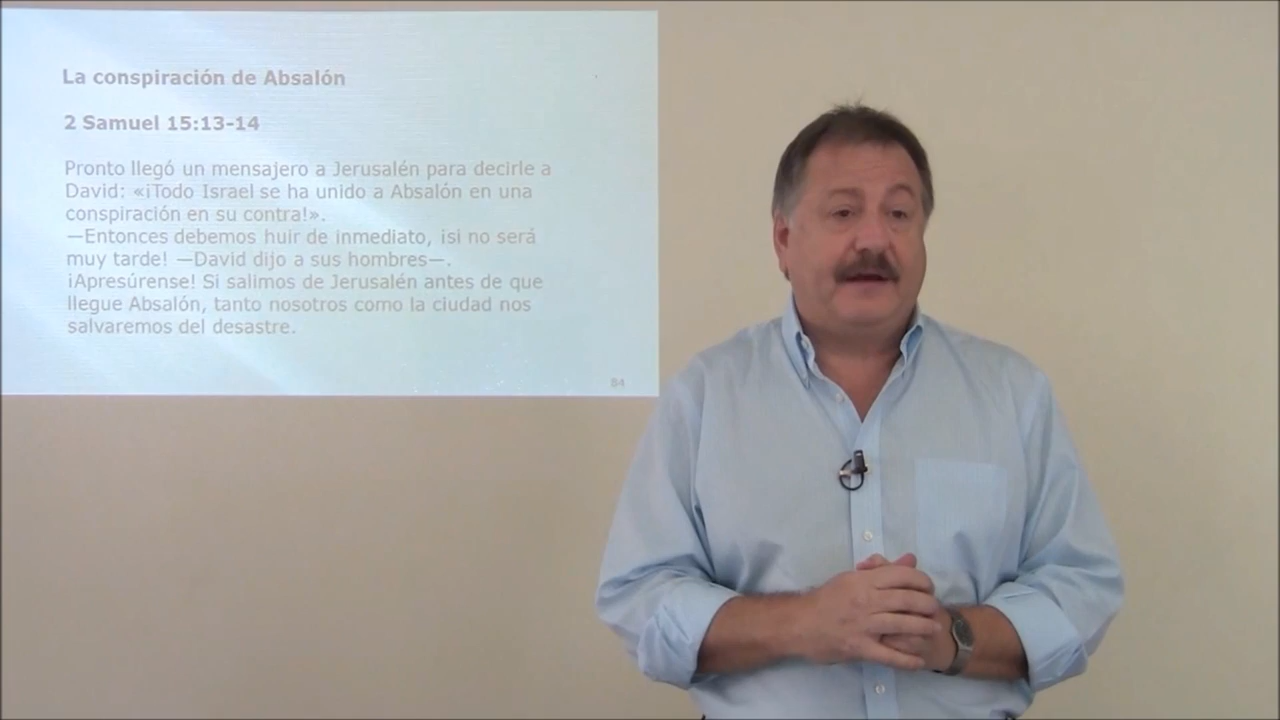 La conspiración de Absalón
2 Samuel 15:13-14
Pronto llegó un mensajero a Jerusalén para decirle a
David: «¡Todo Israel se ha unido a Absalón en una
conspiración en su contra!».
—Entonces debemos huir de inmediato, ¡si no será
muy tarde! —David dijo a sus hombres—.
¡Apresúrense! Si salimos de Jerusalén antes de que
llegue Absalón, tanto nosotros como la ciudad nos
salvaremos del desastre.
84